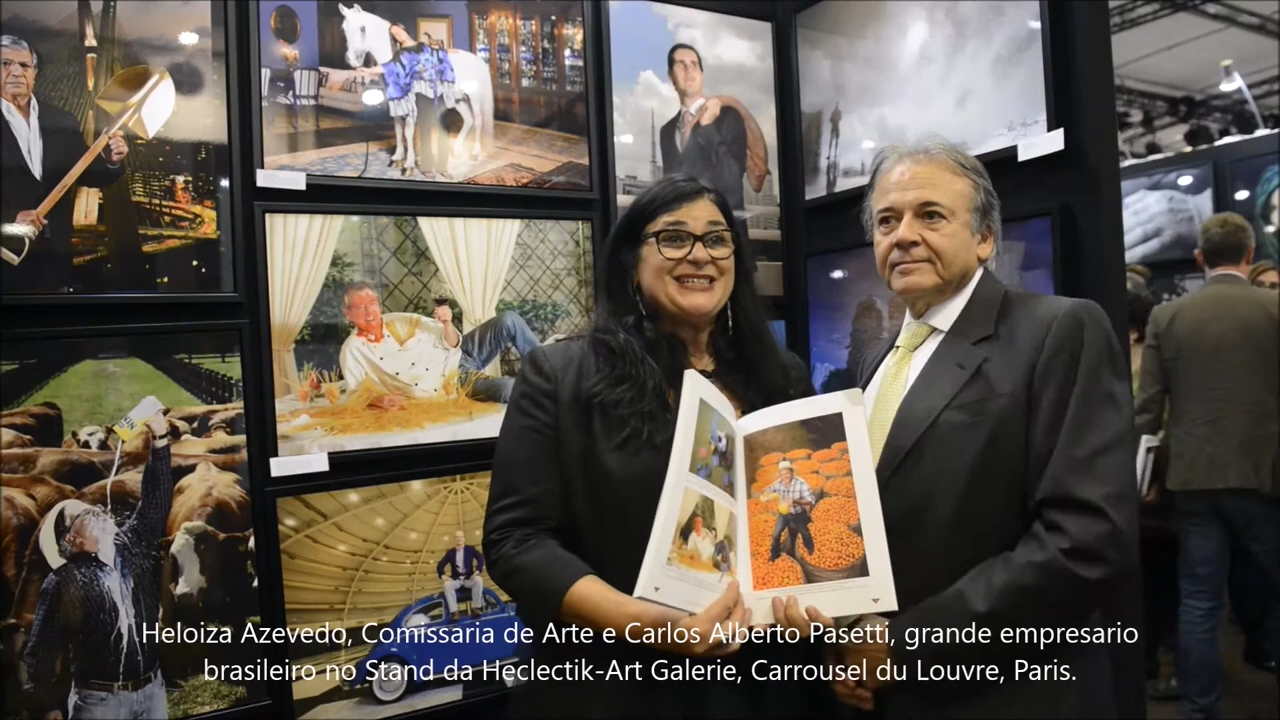 Heloiza Azevedo, Comissaria de Arte e Carlos Alberto Pasetti, grande empresario
brasileiro no Stand da Heclectik-Art Galerie, Carrousel du Louvre, Paris.